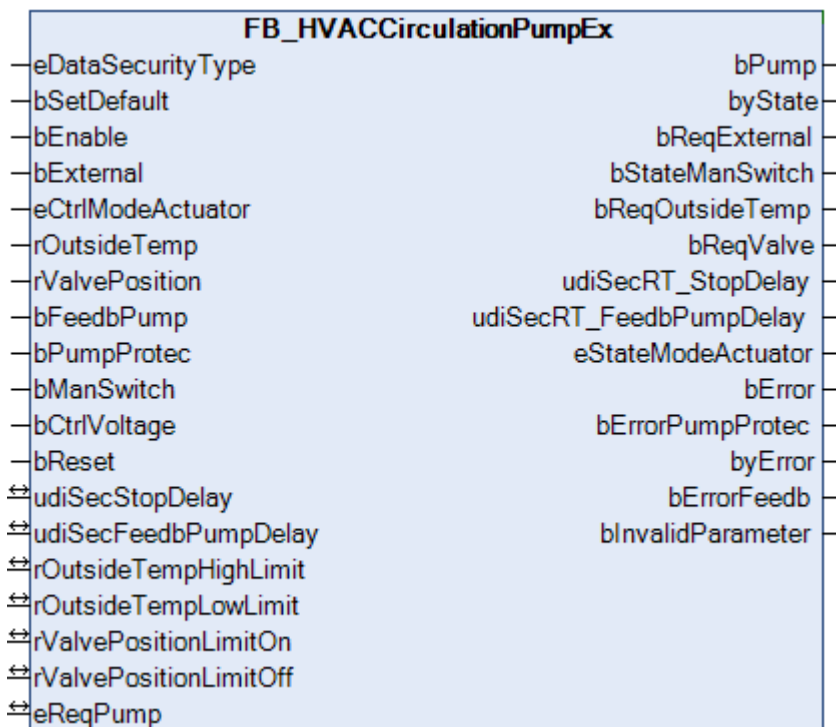 FB_HVACCirculationPumpEx
eDataSecurityType bPump
bSetDefault byState
bEnable bReqExternal
bExternal bStateManSwitch
eCtrlModeActuator bReqOutsideTemp
rOutsideTemp bReqValve
rValvePosition udiSecRT_StopDelay
bFeedbPump udiSecRT_FeedbPumpDelay
bPumpProtec eStateModeActuator
bManSwitch bError
bCtrlVoltage bErrorPumpProtec
bReset byError
udiSecStopDelay bErrorFeedb
udiSecFeedbPumpDelay bInvalidParameter
rOutsideTempHighLimit
rOutsideTempLowLimit
rValvePositionLimitOn
rValvePositionLimitOff
eReqPump